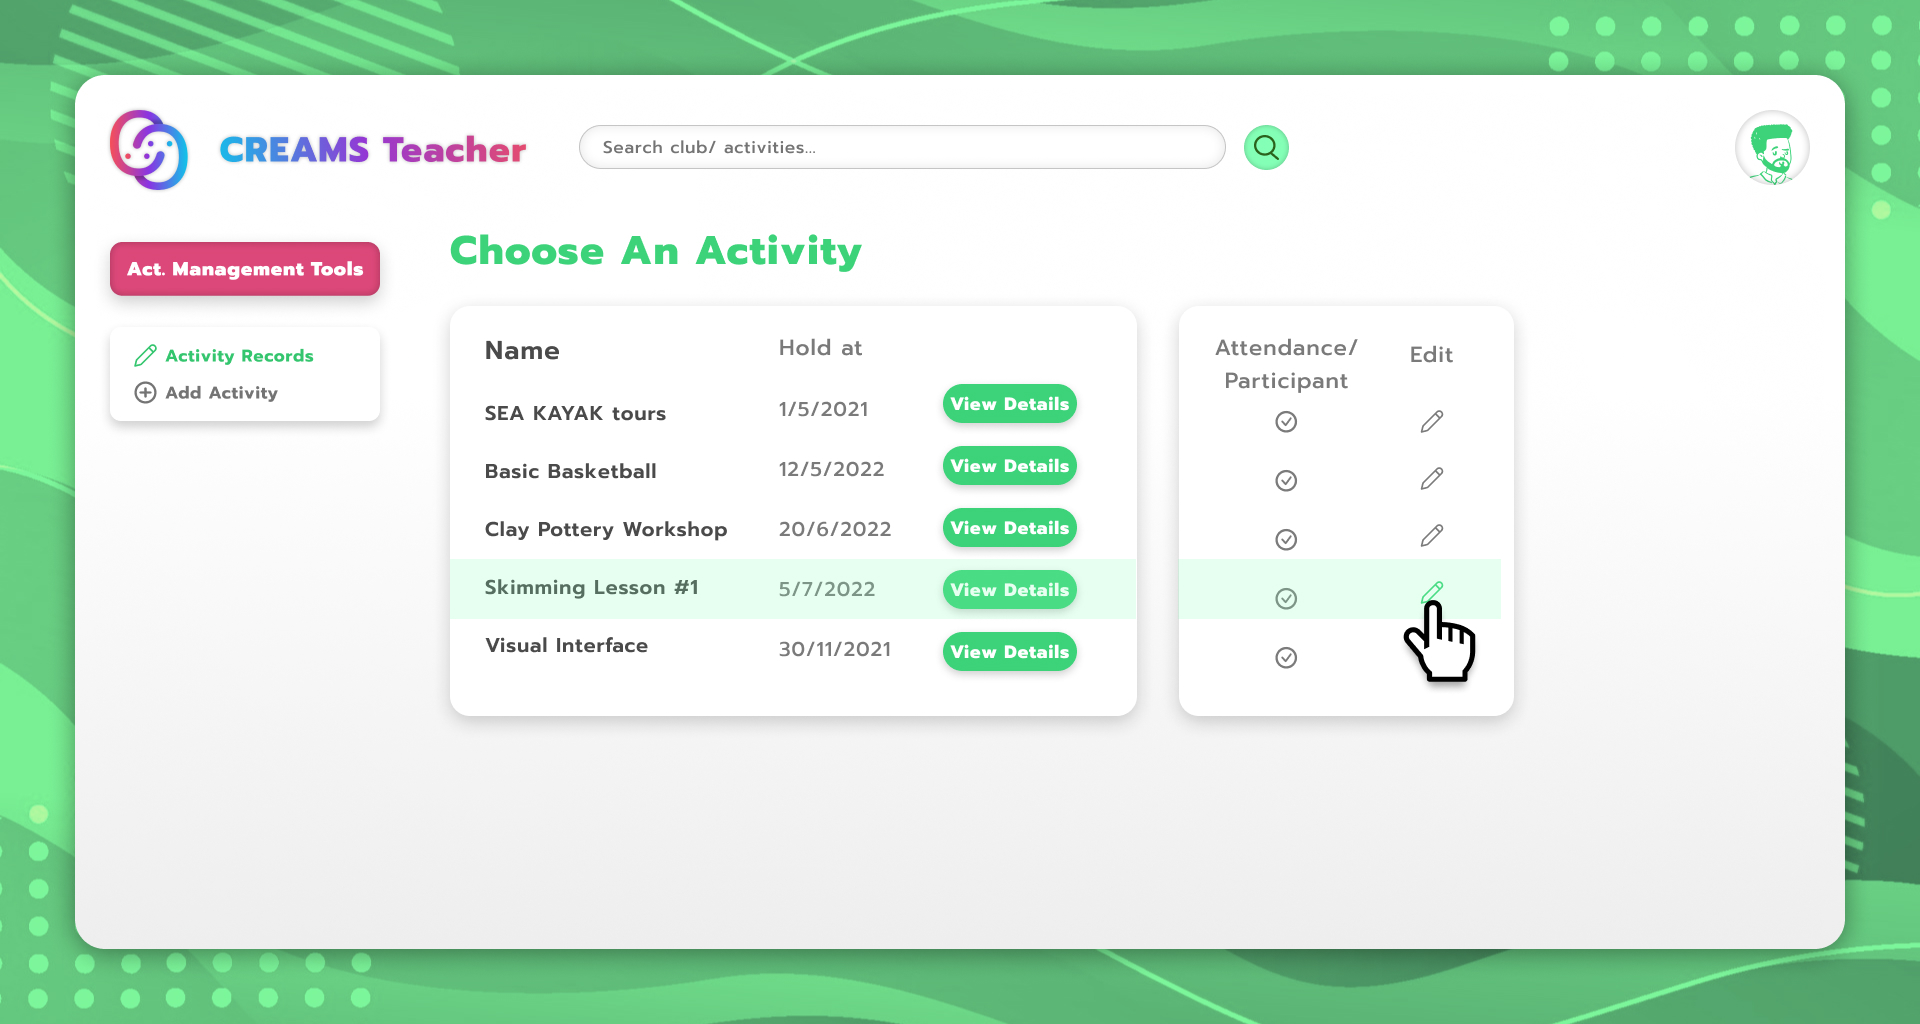 CREAMS Teacher
Search club/ activities...
Act. Management Tools
Activity Records
Add Activity
Choose An Activity
Name Hold at
SEA KAYAK tours 1/5/2021 View Details
Basic Basketball 12/5/2022 View Details
Clay Pottery Workshop 20/6/2022 View Details
Skimming Lesson #1 5/7/2022 View Details
Visual Interface 30/11/2021 View Details
Attendance/ Edit
Participant